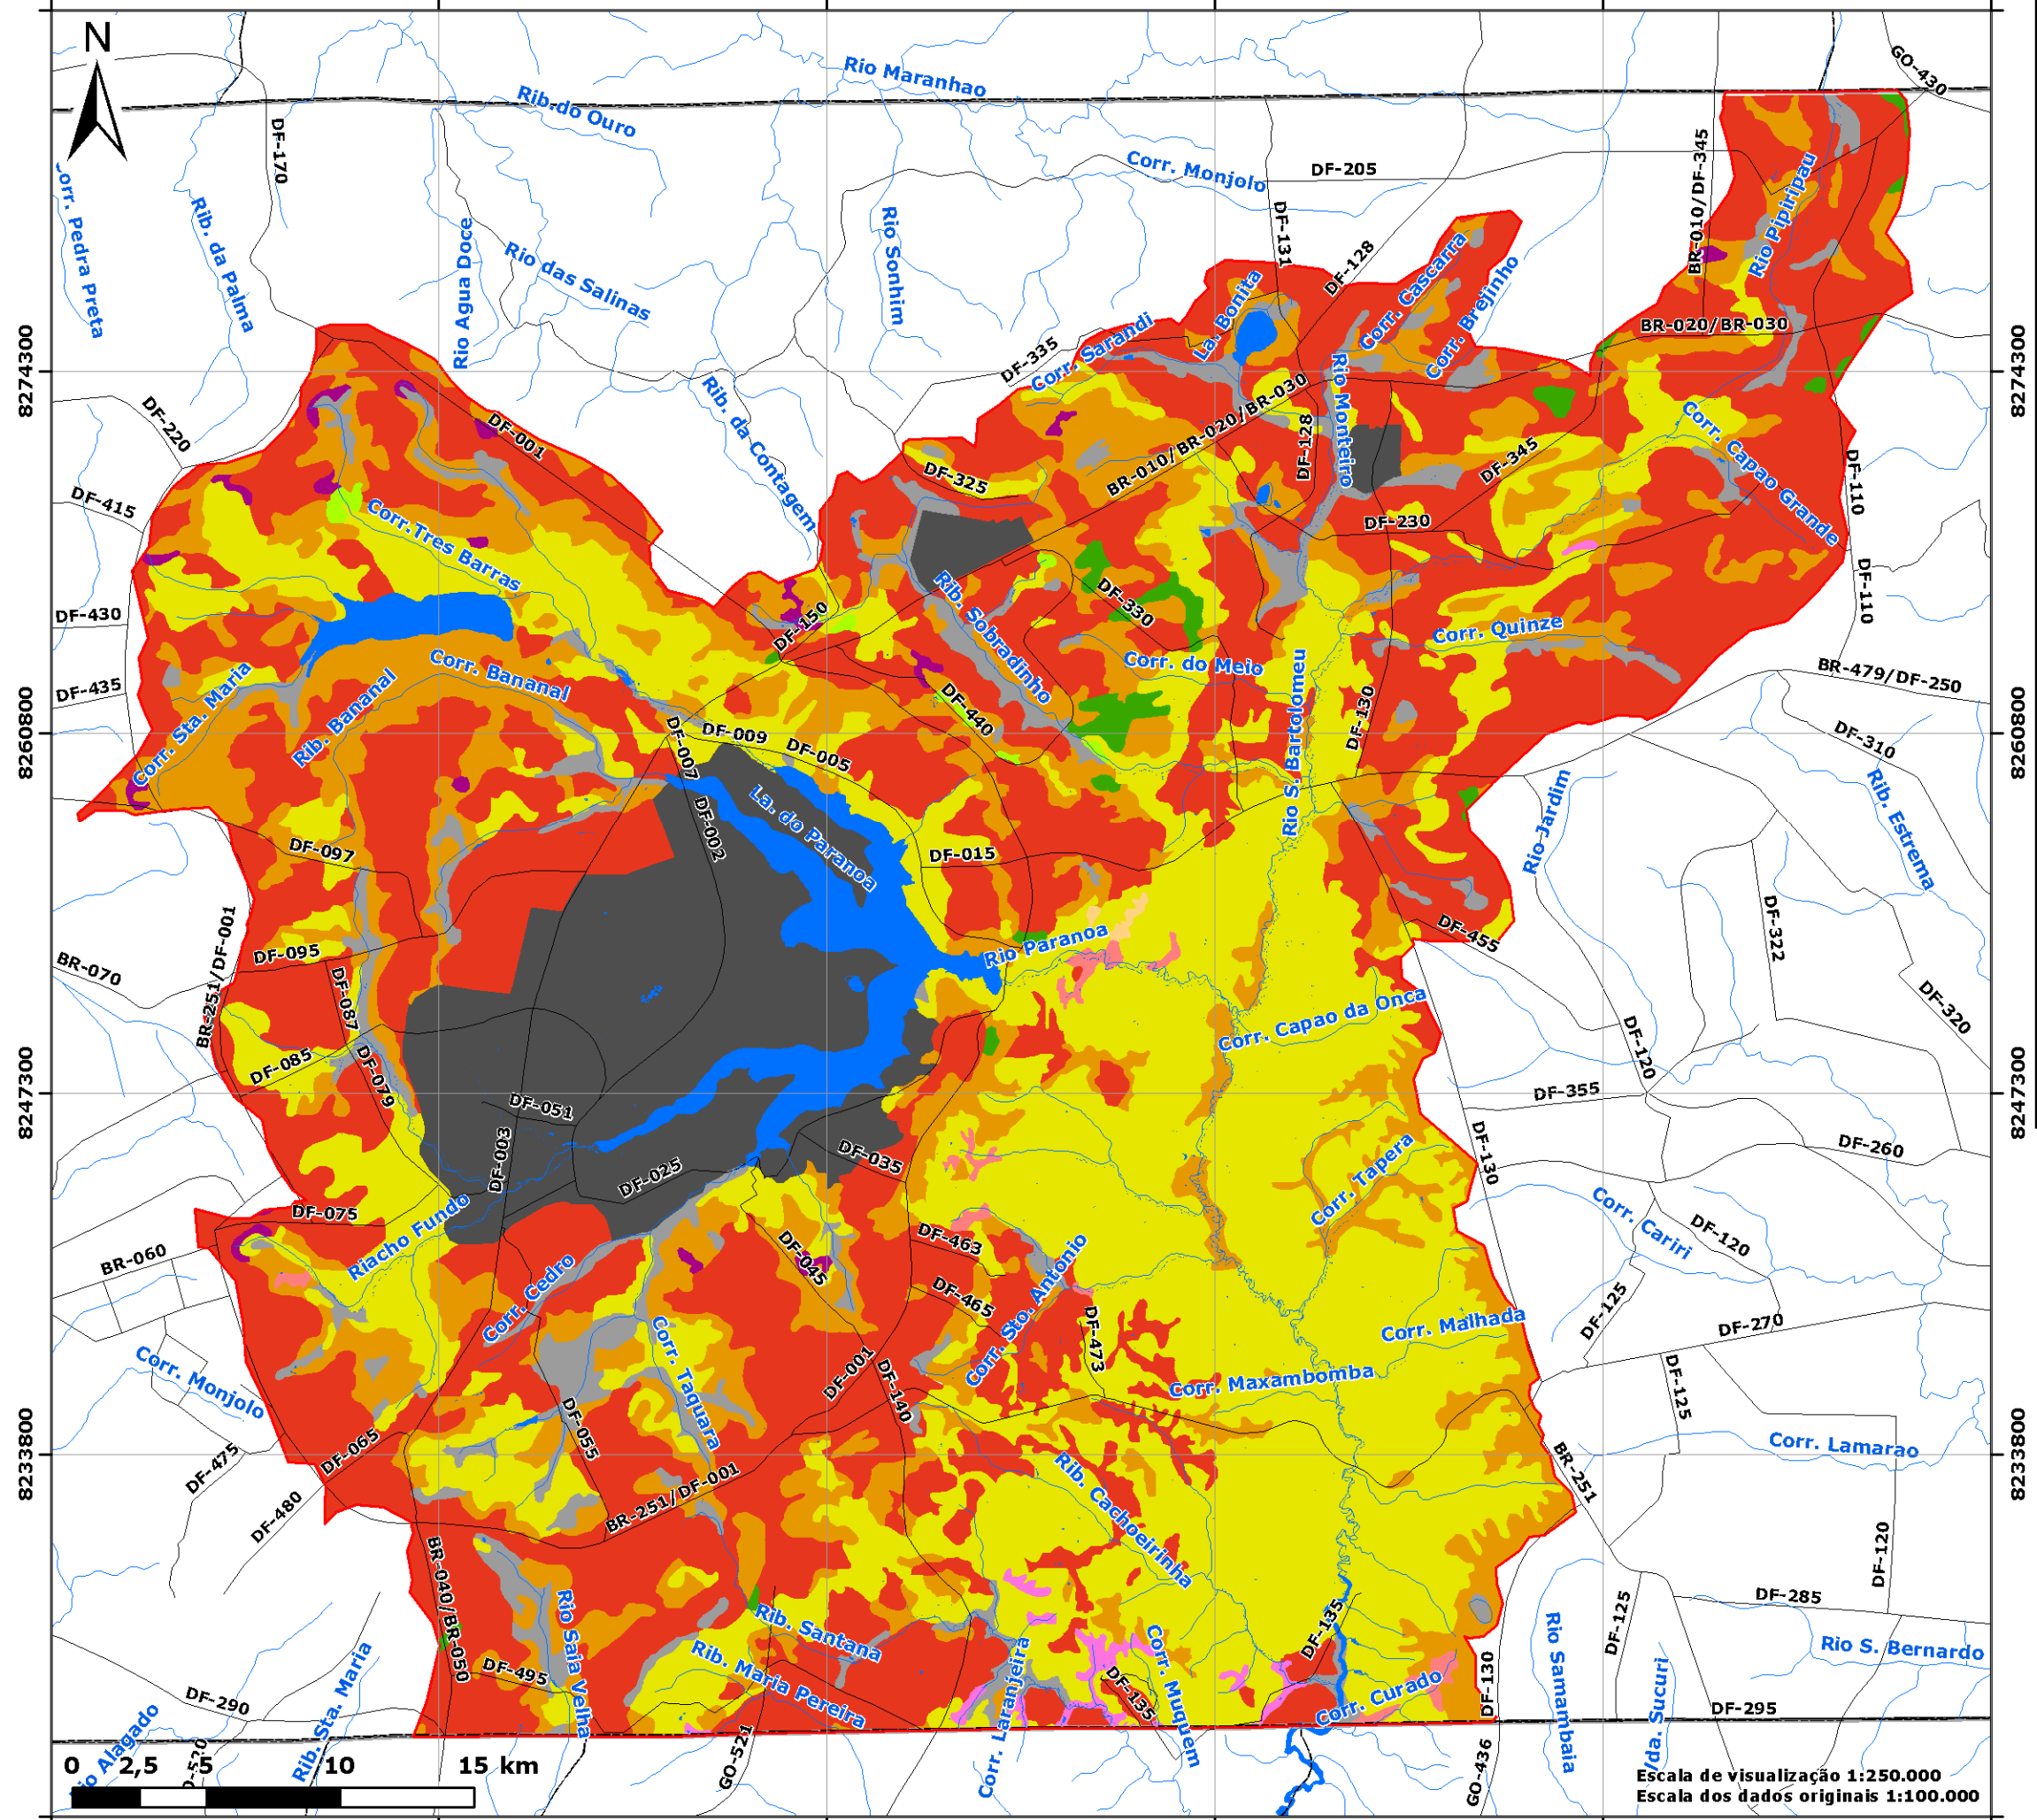 N
GO-430
Rio Maranhao
Rib.do Ouro
DF-170
Corr. Monjolo
DF-205
BR-010/DF-345
orr. Pedra Preta
Rib. da Palma
Rio Agua Doce
Rio das Salinas
Rio Sonhim
DF-131
DF-128
Corr. Cascarra
Corr. Brejinho
Rio Pipiripau
La. Bonita
BR-020/BR-030
8274300
8274300
DF-335
Corr. Sarandi
DF-220
DF-001
Rib. da Contagem
BR-010/BR-020/BR-030
DF-128
Rio Monteiro
Corr. Capao Grande
DF-345
DF-325
DF-110
DF-415
Corr.Tres Barras
DF-230
DF-110
DF-430
DF-150
Rib. Sobradinho
DF-330
Corr. Quinze
Corr. do Meio
BR-479/DF-250
DF-435
Corr. Sta. Maria
Rib. Bananal
Corr. Bananal
DF-440
Rio S. Bartolomeu
DF-130
8260800
8260800
DF-007
DF-009
DF-005
DF-310
DF-002
La. do Paranoa
Rio Jardim
Rib. Estrema
DF-097
DF-015
BR-251/DF-001
DF-322
DF-455
DF-095
Rio Paranoa
BR-070
DF-087
Corr. Capao da Onca
DF-320
DF-120
DF-085
DF-079
DF-051
DF-355
8247300
8247300
DF-003
DF-035
DF-130
DF-260
DF-025
Corr. Tapera
DF-075
Riacho Fundo
Corr. Cariri
DF-120
BR-060
DF-045
DF-463
Corr. Cedro
DF-465
Corr. Sto. Antonio
DF-125
DF-270
Corr. Malhada
DF-473
Corr. Monjolo
Corr. Taquara
DF-001
DF-140
Corr. Maxambomba
DF-125
DF-055
DF-065
DF-475
Corr. Lamarao
8233800
8233800
BR-251
Rib. Cachoeirinha
BR-251/DF-001
DF-480
DF-120
BR-040/BR-050
DF-285
Rio Saia Velha
Rib. Santana
DF-135
DF-125
Rib. Maria Pereira
Corr. Laranjeira
Corr. Muquem
Rio S. Bernardo
DF-495
DF-135
Corr. Curado
DF-130
Rio Samambaia
Vda. Sucuri
DF-290
DF-295
Rib. Sta. Maria
io Alagado
GO-521
GO-436
0 2,5 5 10 15 km
Escala de visualização 1:250.000
Escala dos dados originais 1:100.000